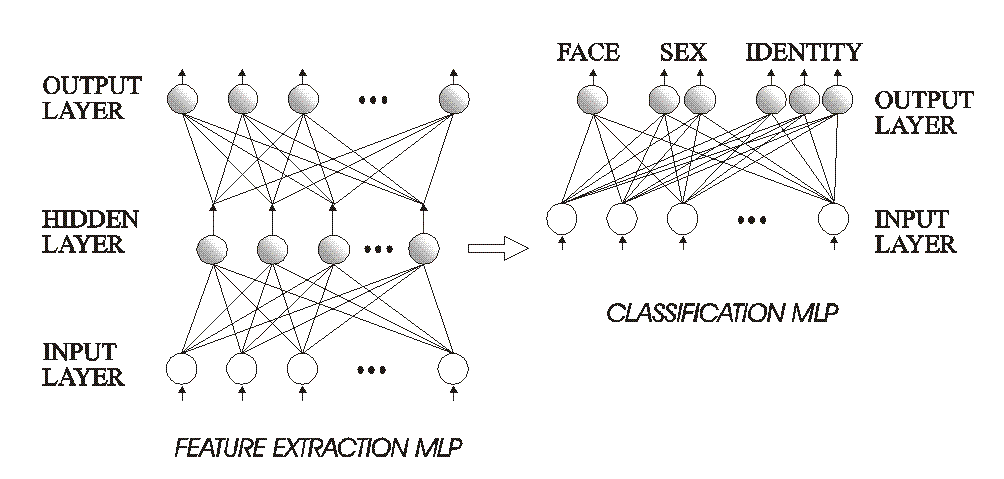 FACE SEX IDENTITY
OUTPUT
LAYER
OUTPUT
LAYER
HIDDEN
LAYER
INPUT
LAYER
CLASSIFICATION MLP
INPUT
LAYER
FEATURE EXTRACTION MLP